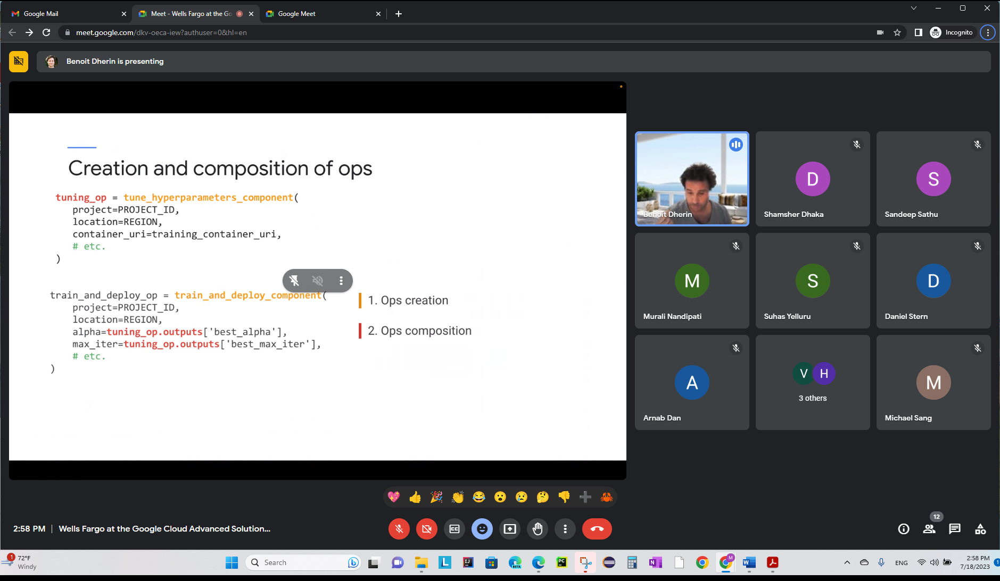 Google Mail
Meet - Wells Fargo at the Go
Google Meet
meet.google.com/dkv-oeca-iew?authuser=0&hl=en
Incognito
Benoit Dherin is presenting
Creation and composition of ops
tuning_op = tune_hyperparameters_component(
project=PROJECT_ID,
location=REGION,
container_uri=training_container_uri,
# etc.
)
train_and_deploy_op = train_and_deploy_component(
project=PROJECT_ID,
location=REGION,
alpha=tuning_op.outputs['best_alpha'],
max_iter=tuning_op.outputs['best_max_iter'],
# etc.
)
1. Ops creation
2. Ops composition
Benoit Dherin
D
Shamsher Dhaka
S
Sandeep Sathu
M
Murali Nandipati
S
Suhas Yelluru
D
Daniel Stern
A
Arnab Dan
V H
3 others
M
Michael Sang
2:58 PM | Wells Fargo at the Google Cloud Advanced Solution...
CC
12
1
72°F
Windy
Search
L
IJ
BETA
PC
N
M
W
ENG
2:58 PM
7/18/2023
1